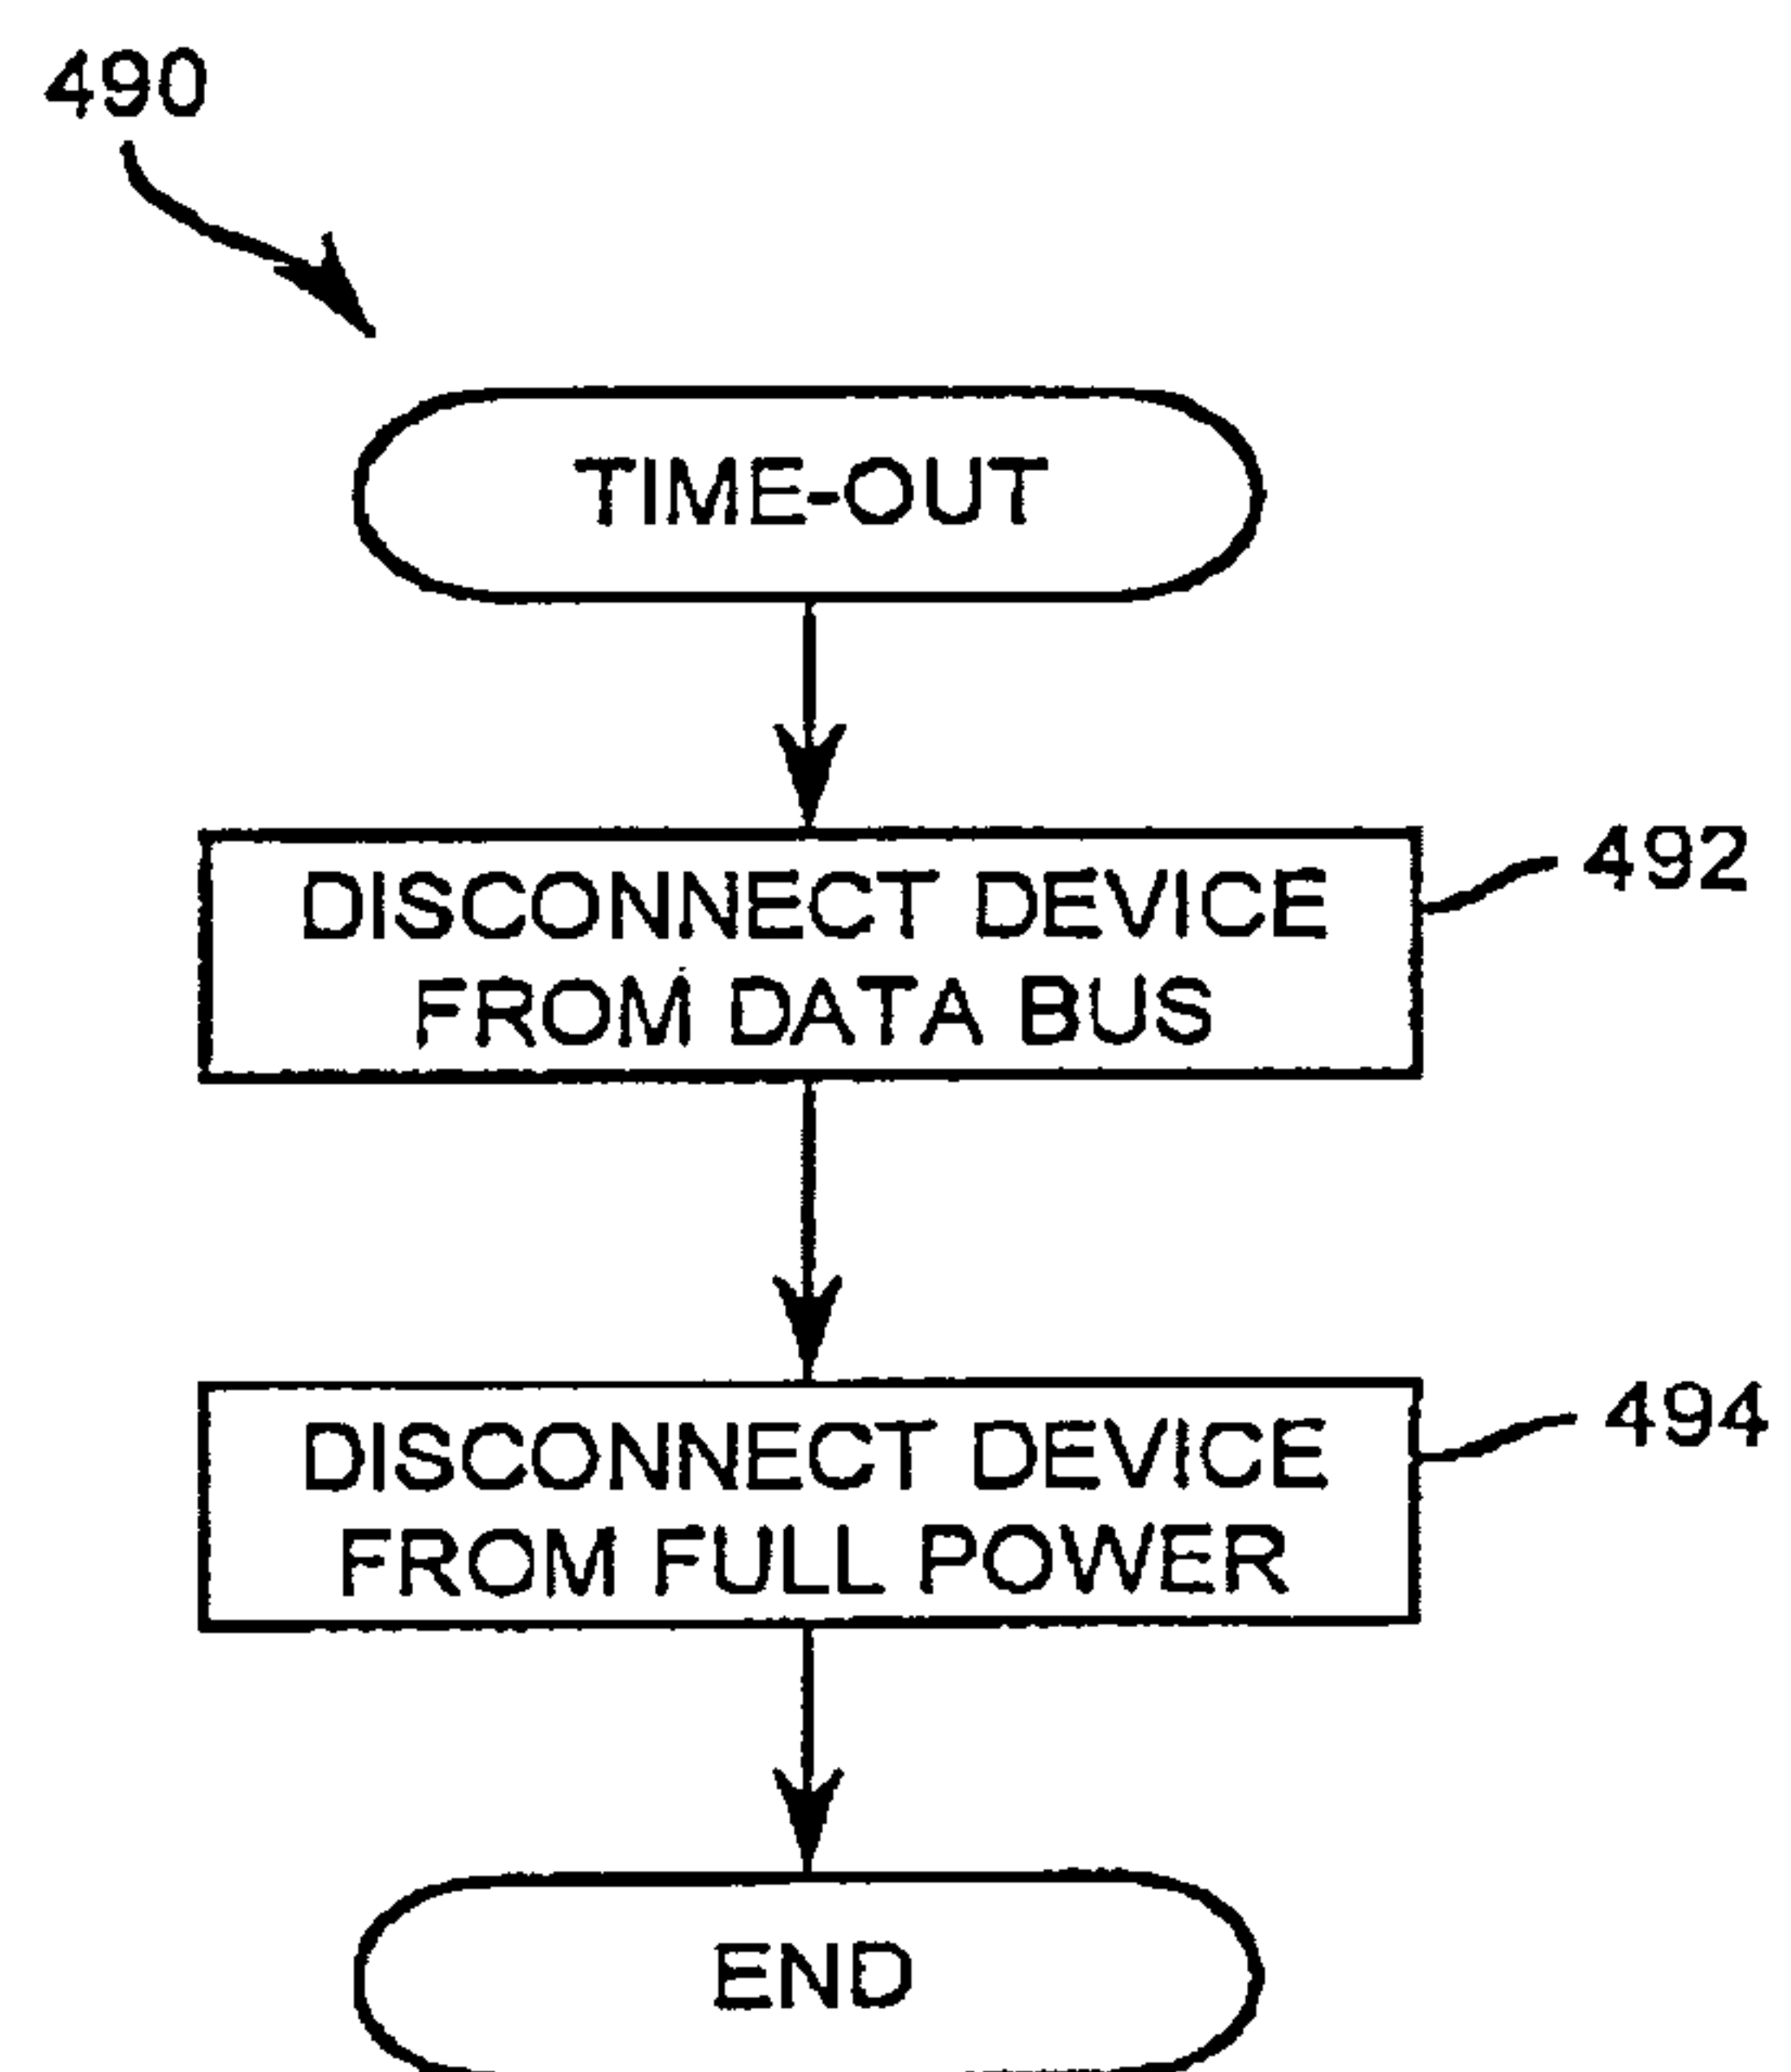 490
TIME-OUT
DISCONNECT DEVICE
FROM DATA BUS
492
DISCONNECT DEVICE
FROM FULL POWER
494
END